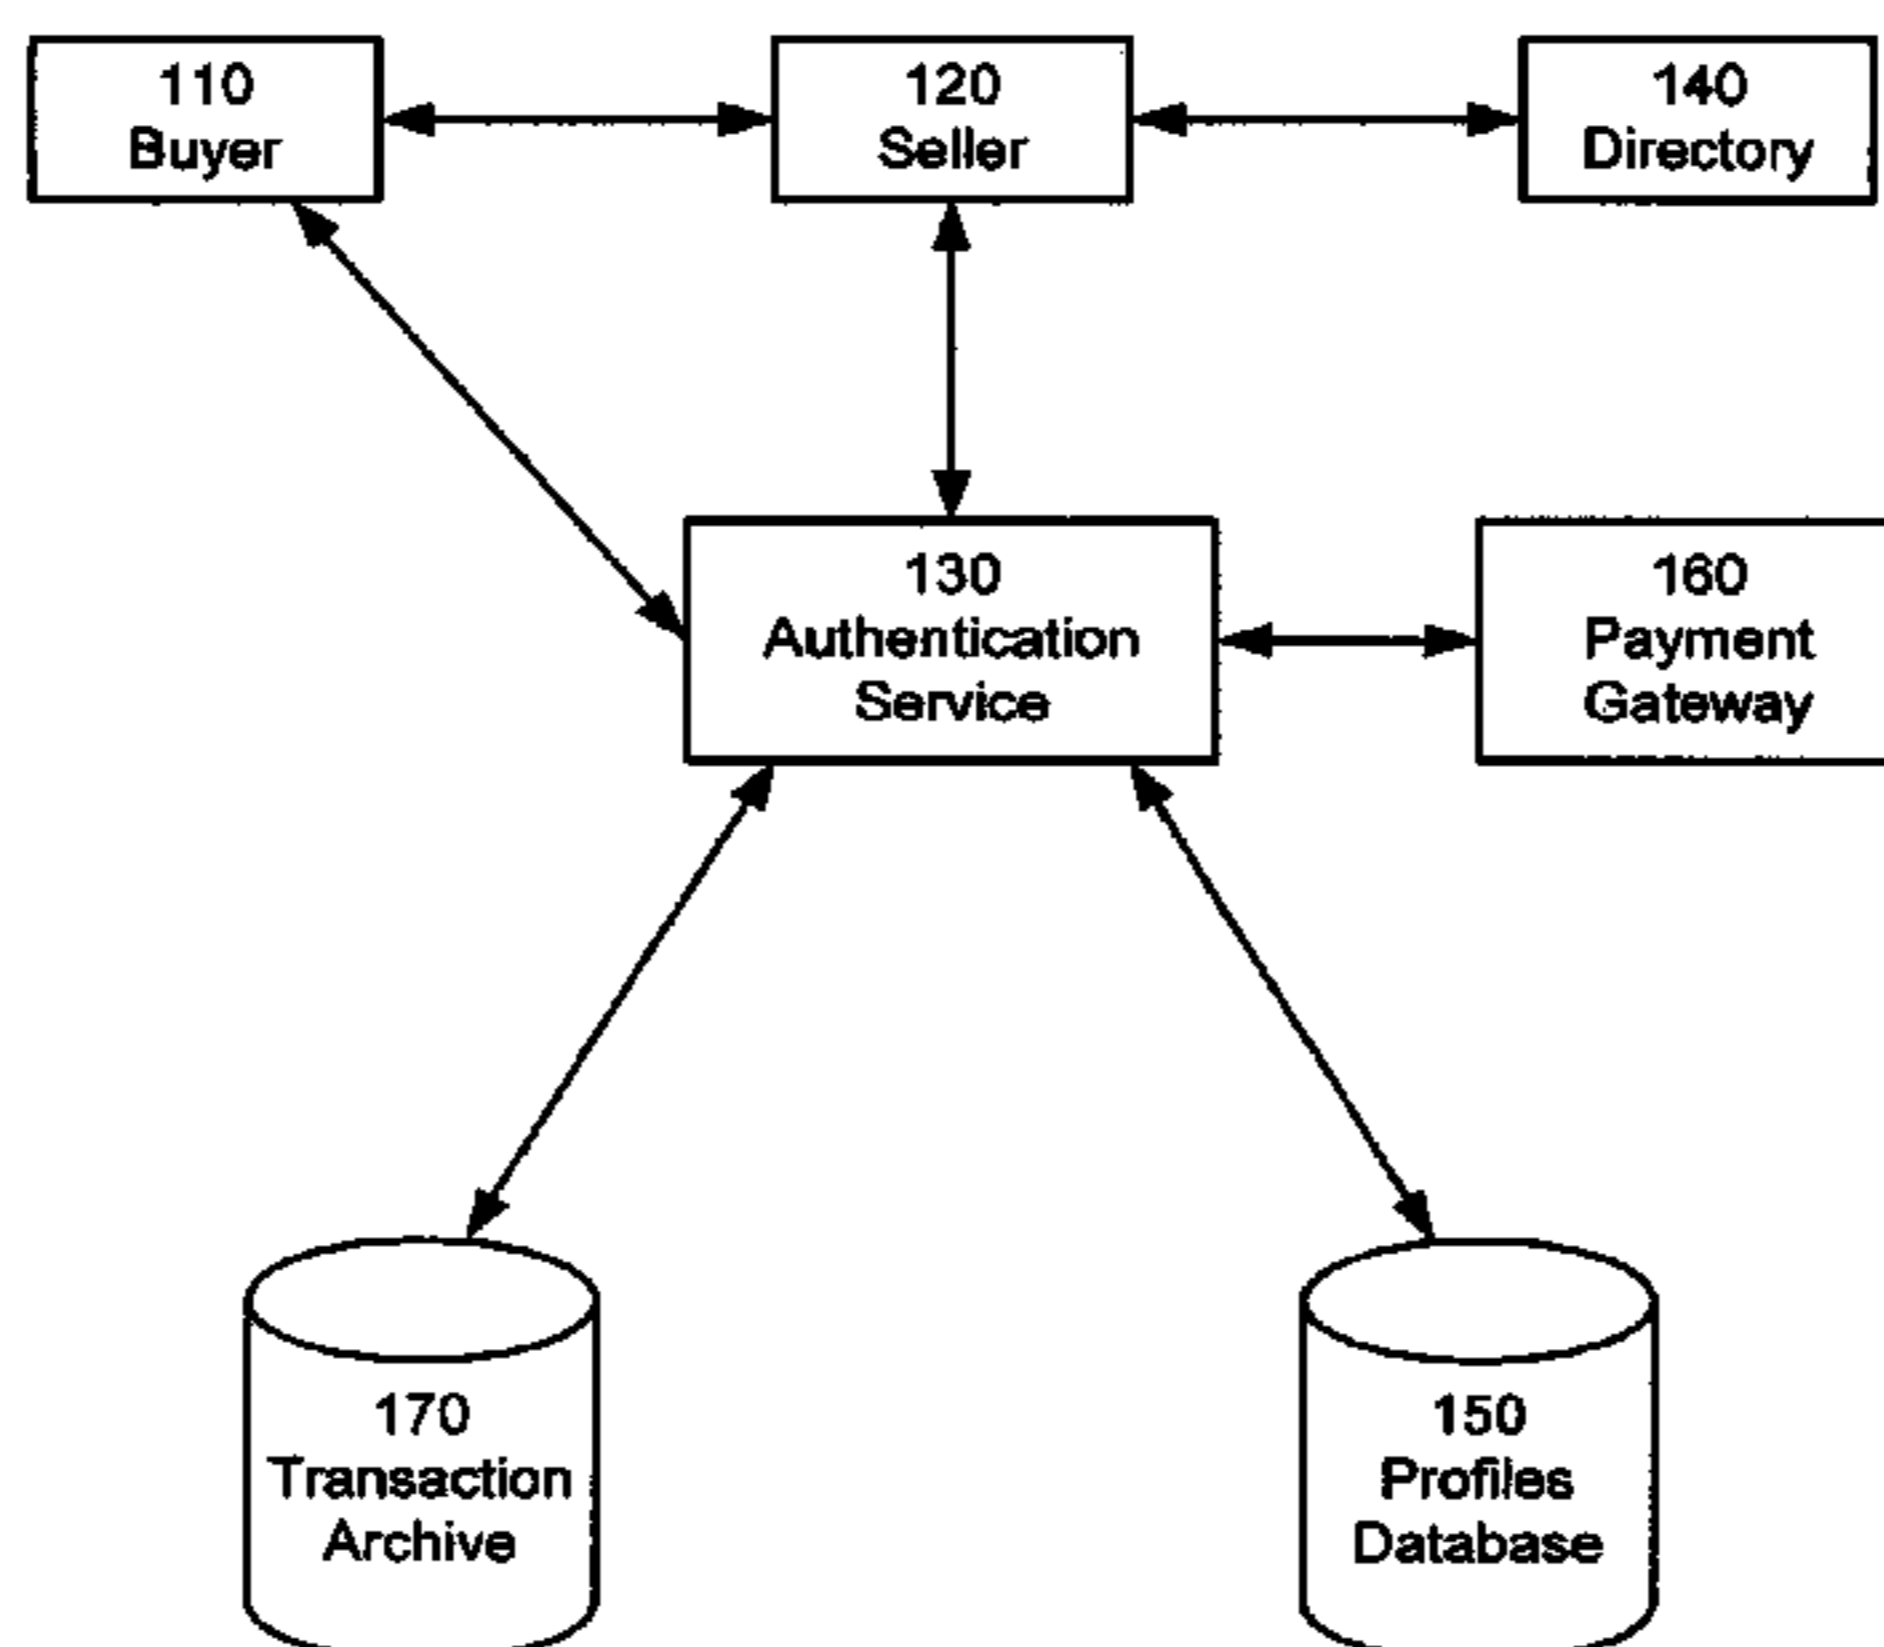 110
Buyer
120
Seller
140
Directory
130
Authentication
Service
160
Payment
Gateway
170
Transaction
Archive
150
Profiles
Database